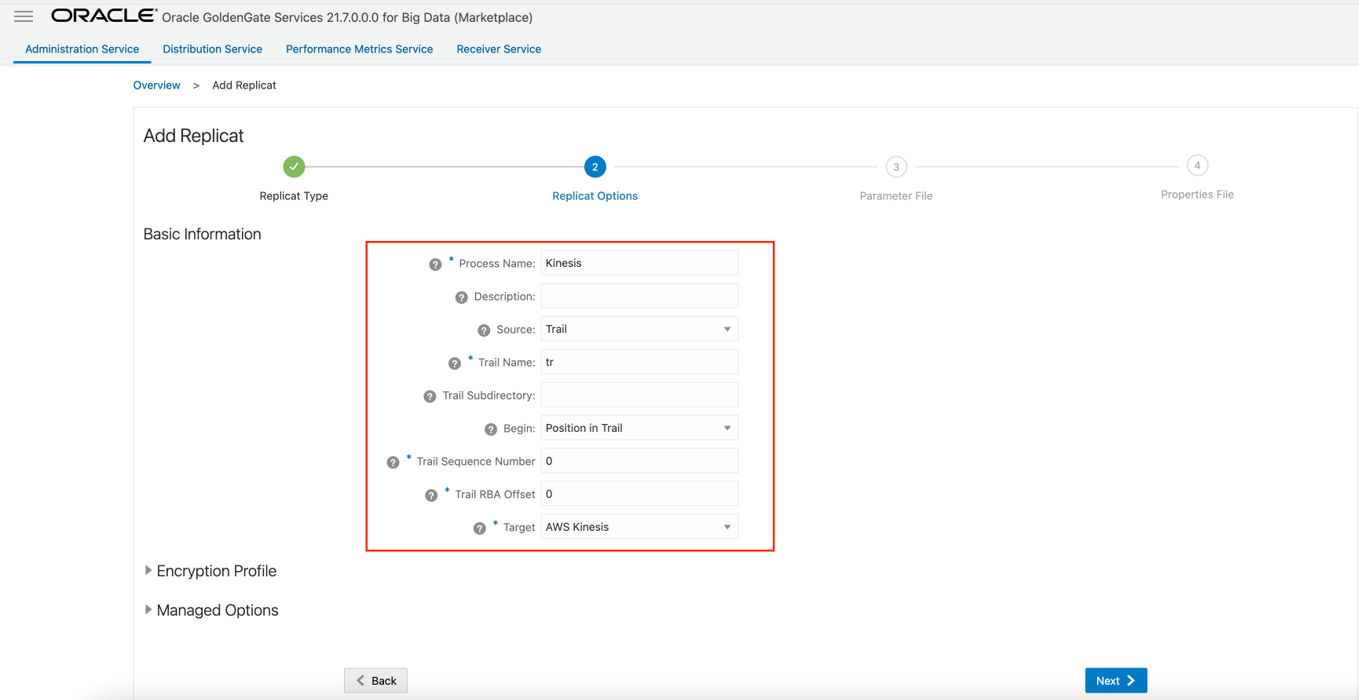 ORACLE® Oracle GoldenGate Services 21.7.0.0.0 for Big Data (Marketplace)
Administration Service Distribution Service Performance Metrics Service Receiver Service
Overview > Add Replicat
Add Replicat
2 3 4
Replicat Type Replicat Options Parameter File Properties File
Basic Information
? * Process Name: Kinesis
? Description:
? Source: Trail
? * Trail Name: tr
? Trail Subdirectory:
? Begin: Position in Trail
? * Trail Sequence Number 0
? * Trail RBA Offset 0
? * Target AWS Kinesis
Encryption Profile
Managed Options
Back Next